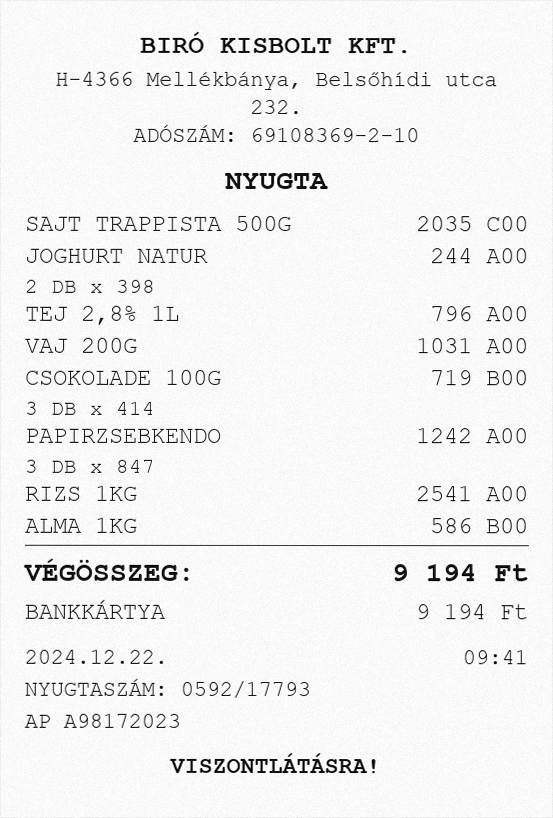 BIRÓ KISBOLT KFT.
H-4366 Mellékbánya, Belsőhídi utca
232.
ADÓSZÁM: 69108369-2-10
NYUGTA
SAJT TRAPPISTA 500G 2035 C00
JOGHURT NATUR 244 A00
2 DB x 398
TEJ 2,8% 1L 796 A00
VAJ 200G 1031 A00
CSOKOLADE 100G 719 B00
3 DB x 414
PAPIRZSEBKENDO 1242 A00
3 DB x 847
RIZS 1KG 2541 A00
ALMA 1KG 586 B00
VÉGÖSSZEG: 9 194 Ft
BANKKÁRTYA 9 194 Ft
2024.12.22. 09:41
NYUGTASZÁM: 0592/17793
AP A98172023
VISZONTLÁTÁSRA!